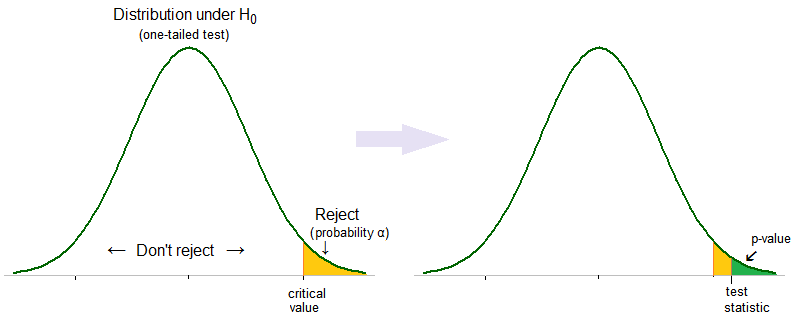 Distribution under H₀
(one-tailed test)
Reject
(probability α)
↓
← Don't reject →
critical
value
p-value
test
statistic